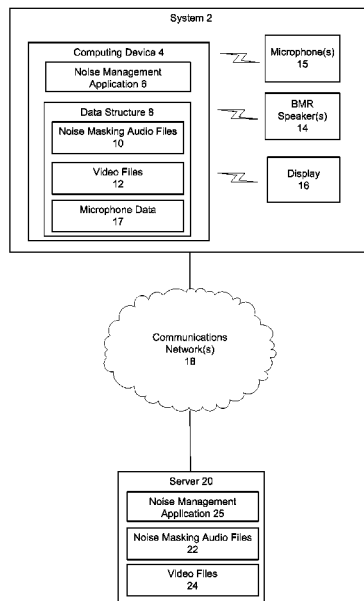 System 2
Computing Device 4
Noise Management
Application 6
Data Structure 8
Noise Masking Audio Files
10
Video Files
12
Microphone Data
17
Microphone(s)
15
BMR
Speaker(s)
14
Display
16
Communications
Network(s)
18
Server 20
Noise Management
Application 25
Noise Masking Audio Files
22
Video Files
24